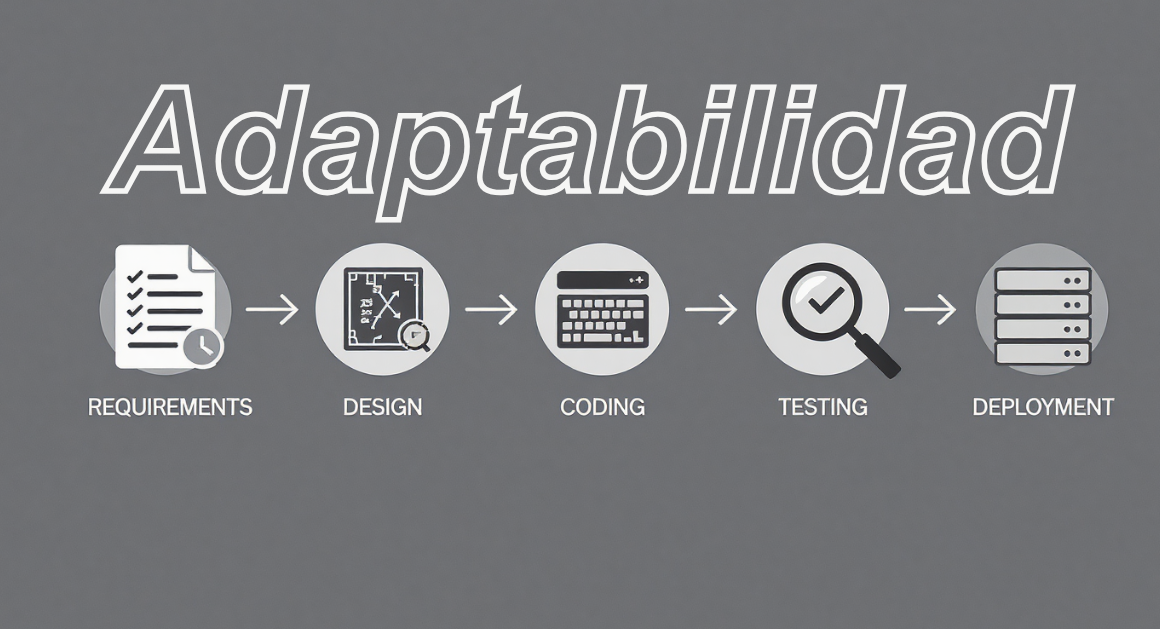 Adaptabilidad
REQUIREMENTS DESIGN CODING TESTING DEPLOYMENT